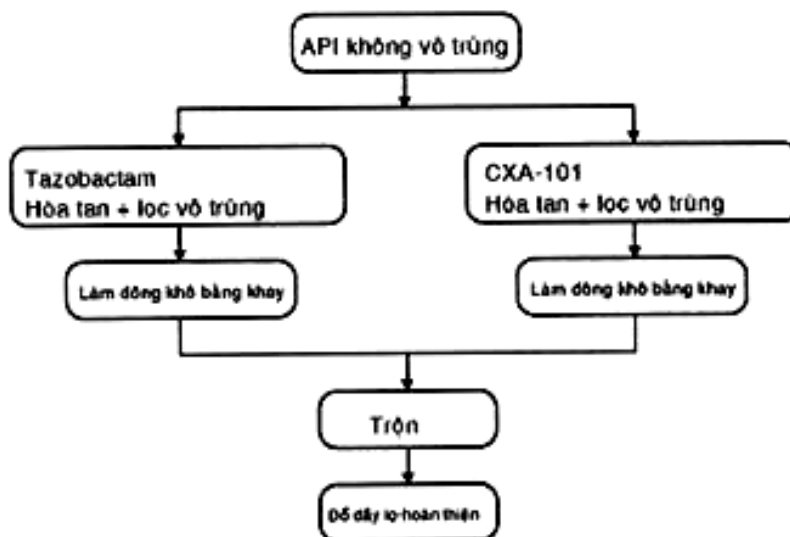 API không vô trùng
Tazobactam
Hòa tan + lọc vô trùng
CXA-101
Hòa tan + lọc vô trùng
Làm đông khô bằng khay
Làm đông khô bằng khay
Trộn
Đổ đầy lọ-hoàn thiện